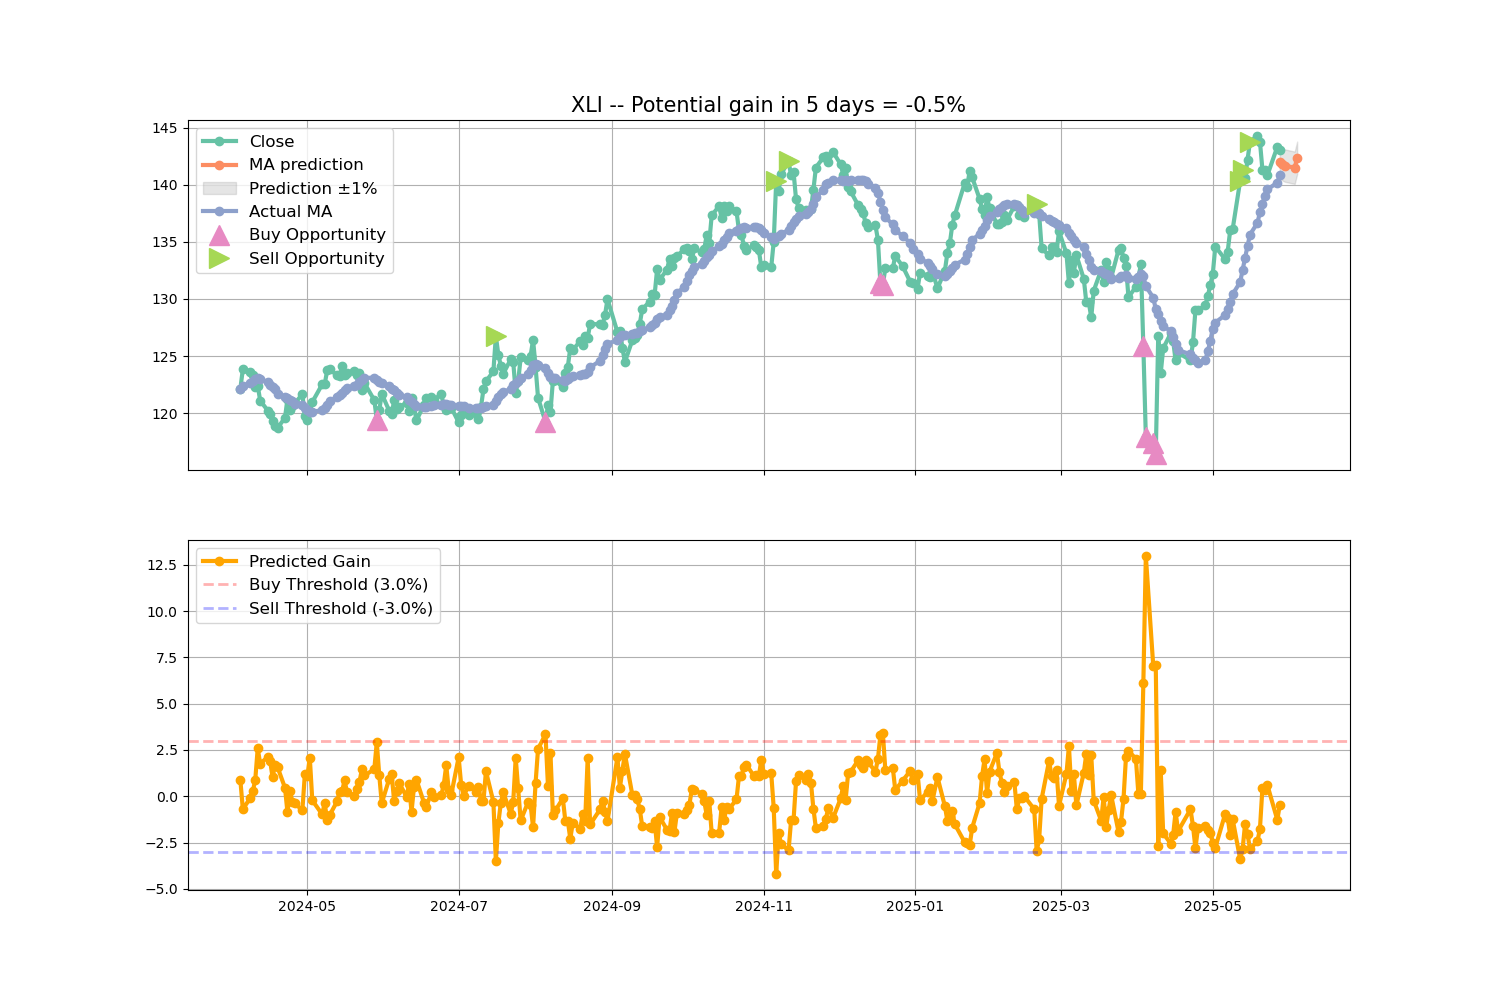 XLI -- Potential gain in 5 days = -0.5%
145
140
135
130
125
120
Close
MA prediction
Prediction ±1%
Actual MA
Buy Opportunity
Sell Opportunity
12.5
10.0
7.5
5.0
2.5
0.0
−2.5
−5.0
Predicted Gain
Buy Threshold (3.0%)
Sell Threshold (-3.0%)
2024-05
2024-07
2024-09
2024-11
2025-01
2025-03
2025-05